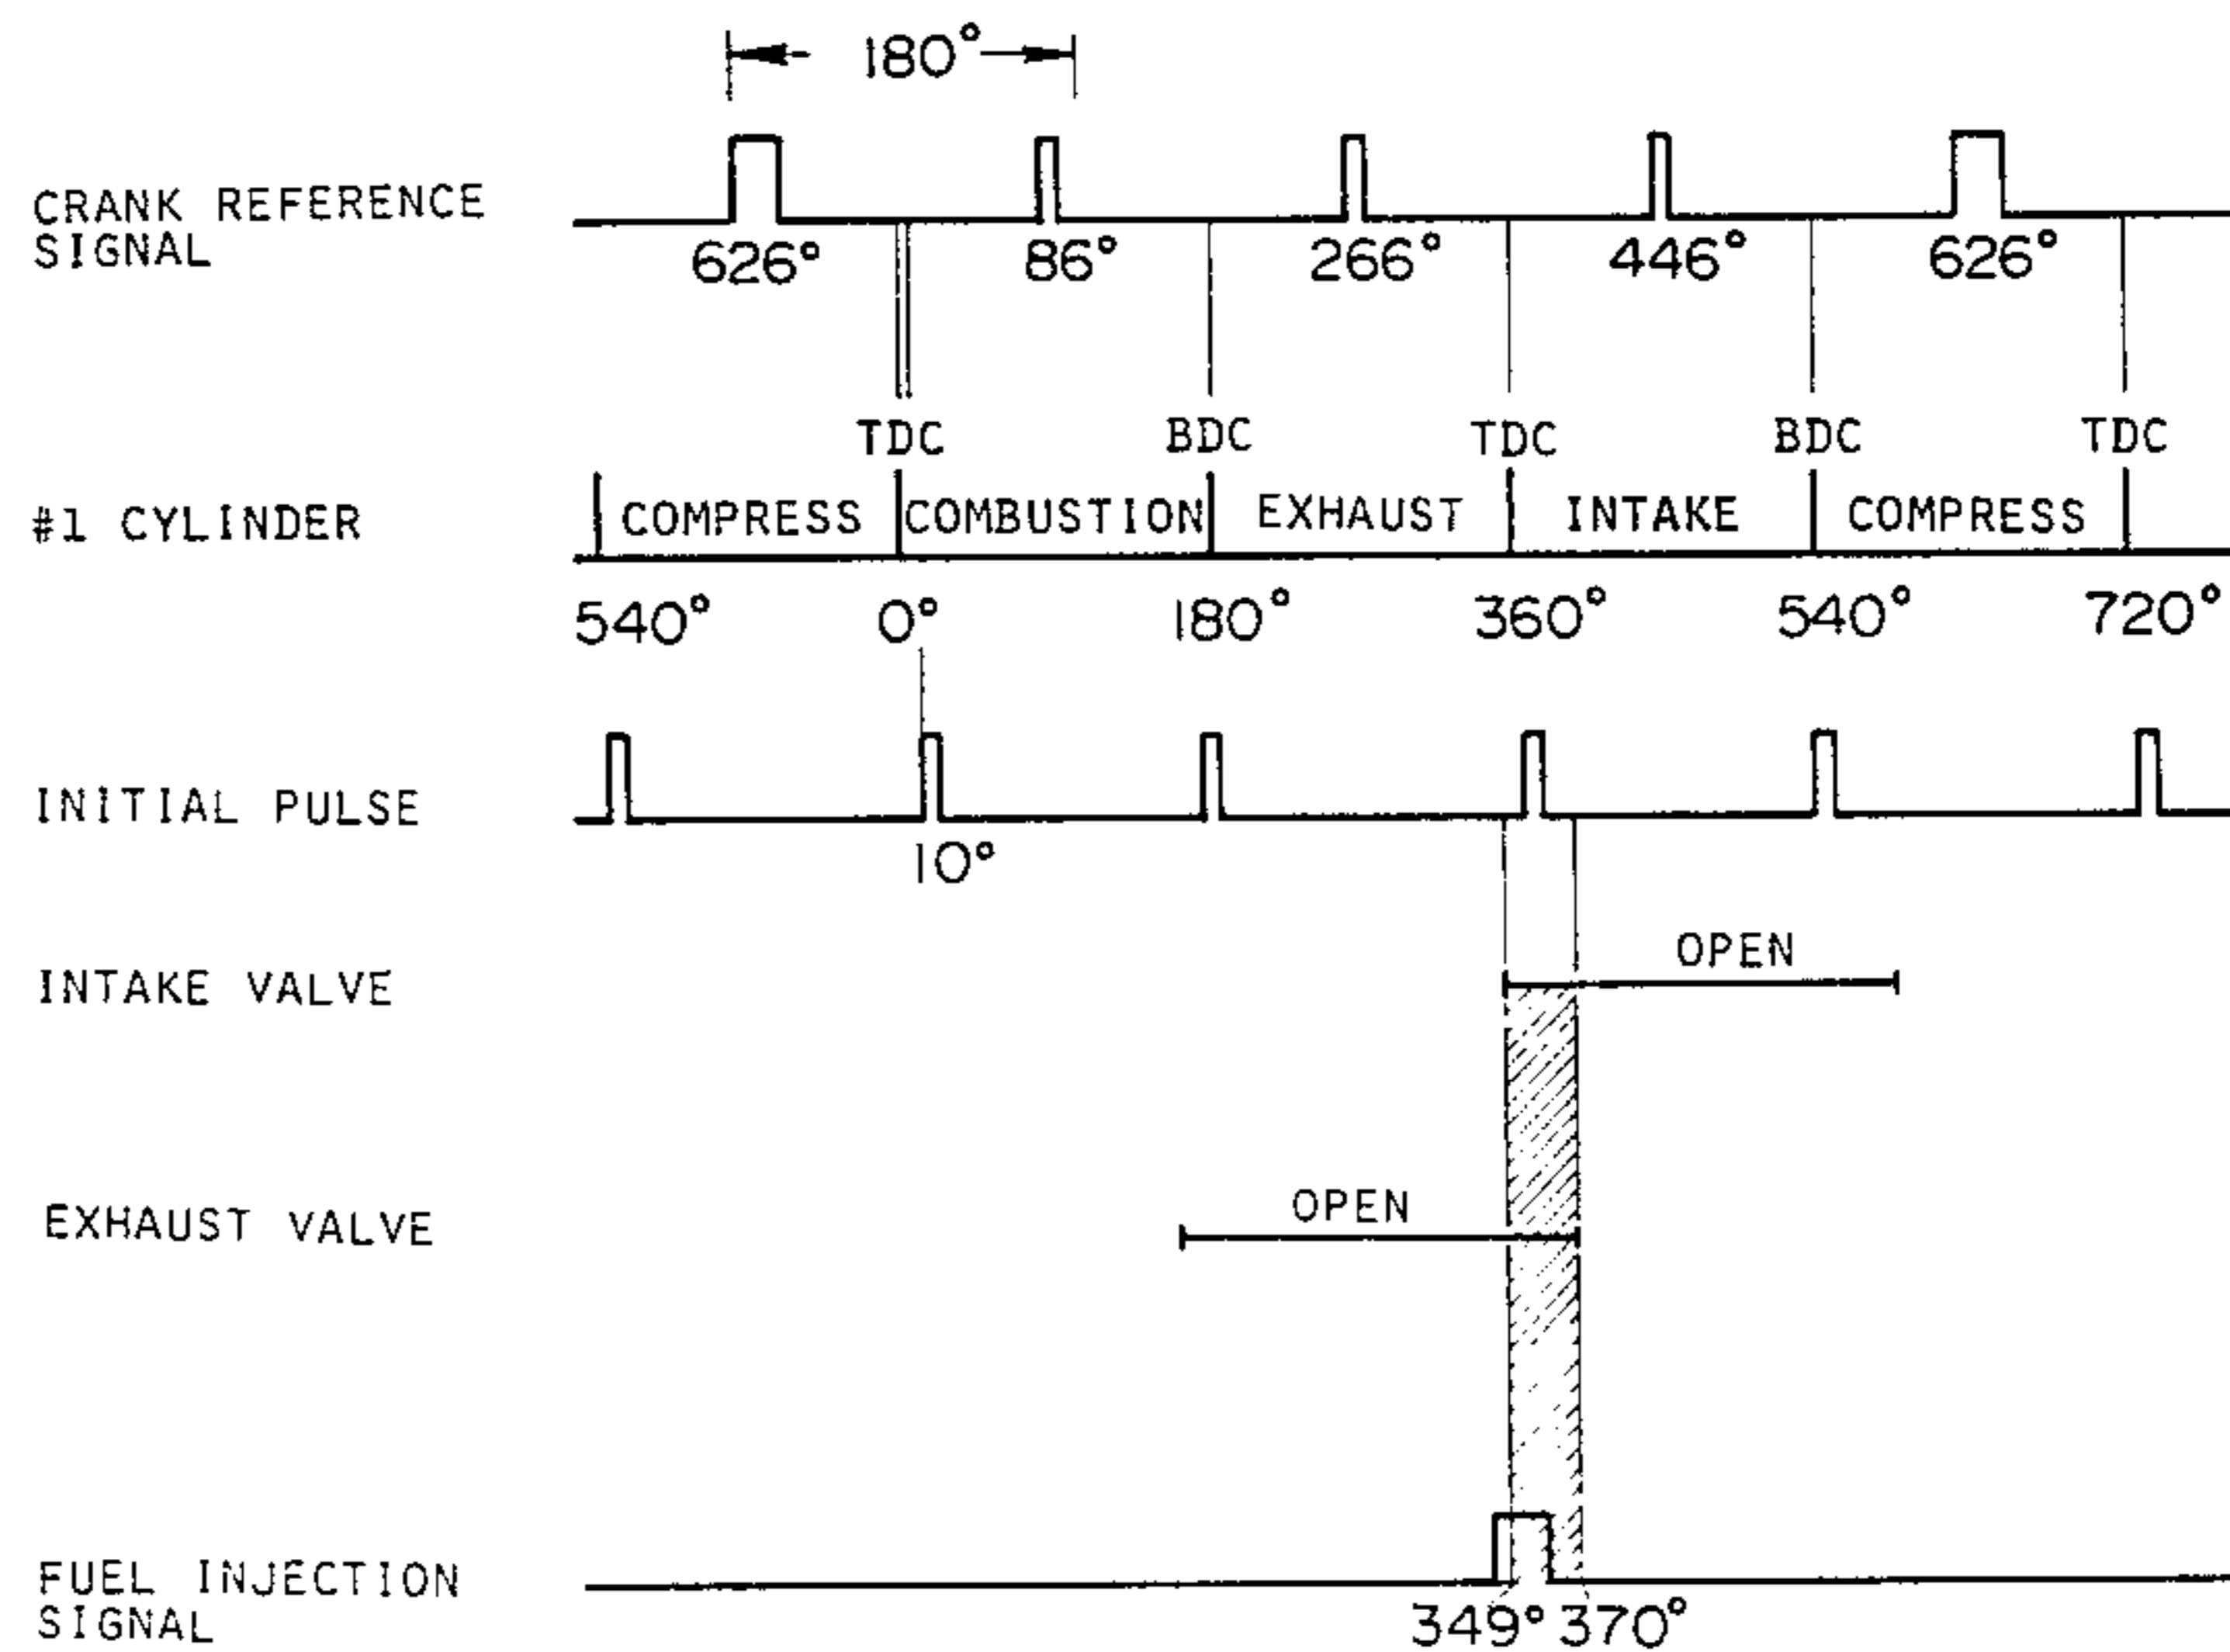 180°
CRANK REFERENCE
SIGNAL
626° 86° 266° 446° 626°
TDC BDC TDC BDC TDC
#1 CYLINDER COMPRESS COMBUSTION EXHAUST INTAKE COMPRESS
540° 0° 180° 360° 540° 720°
INITIAL PULSE
10°
OPEN
INTAKE VALVE
OPEN
EXHAUST VALVE
FUEL INJECTION
SIGNAL
349° 370°